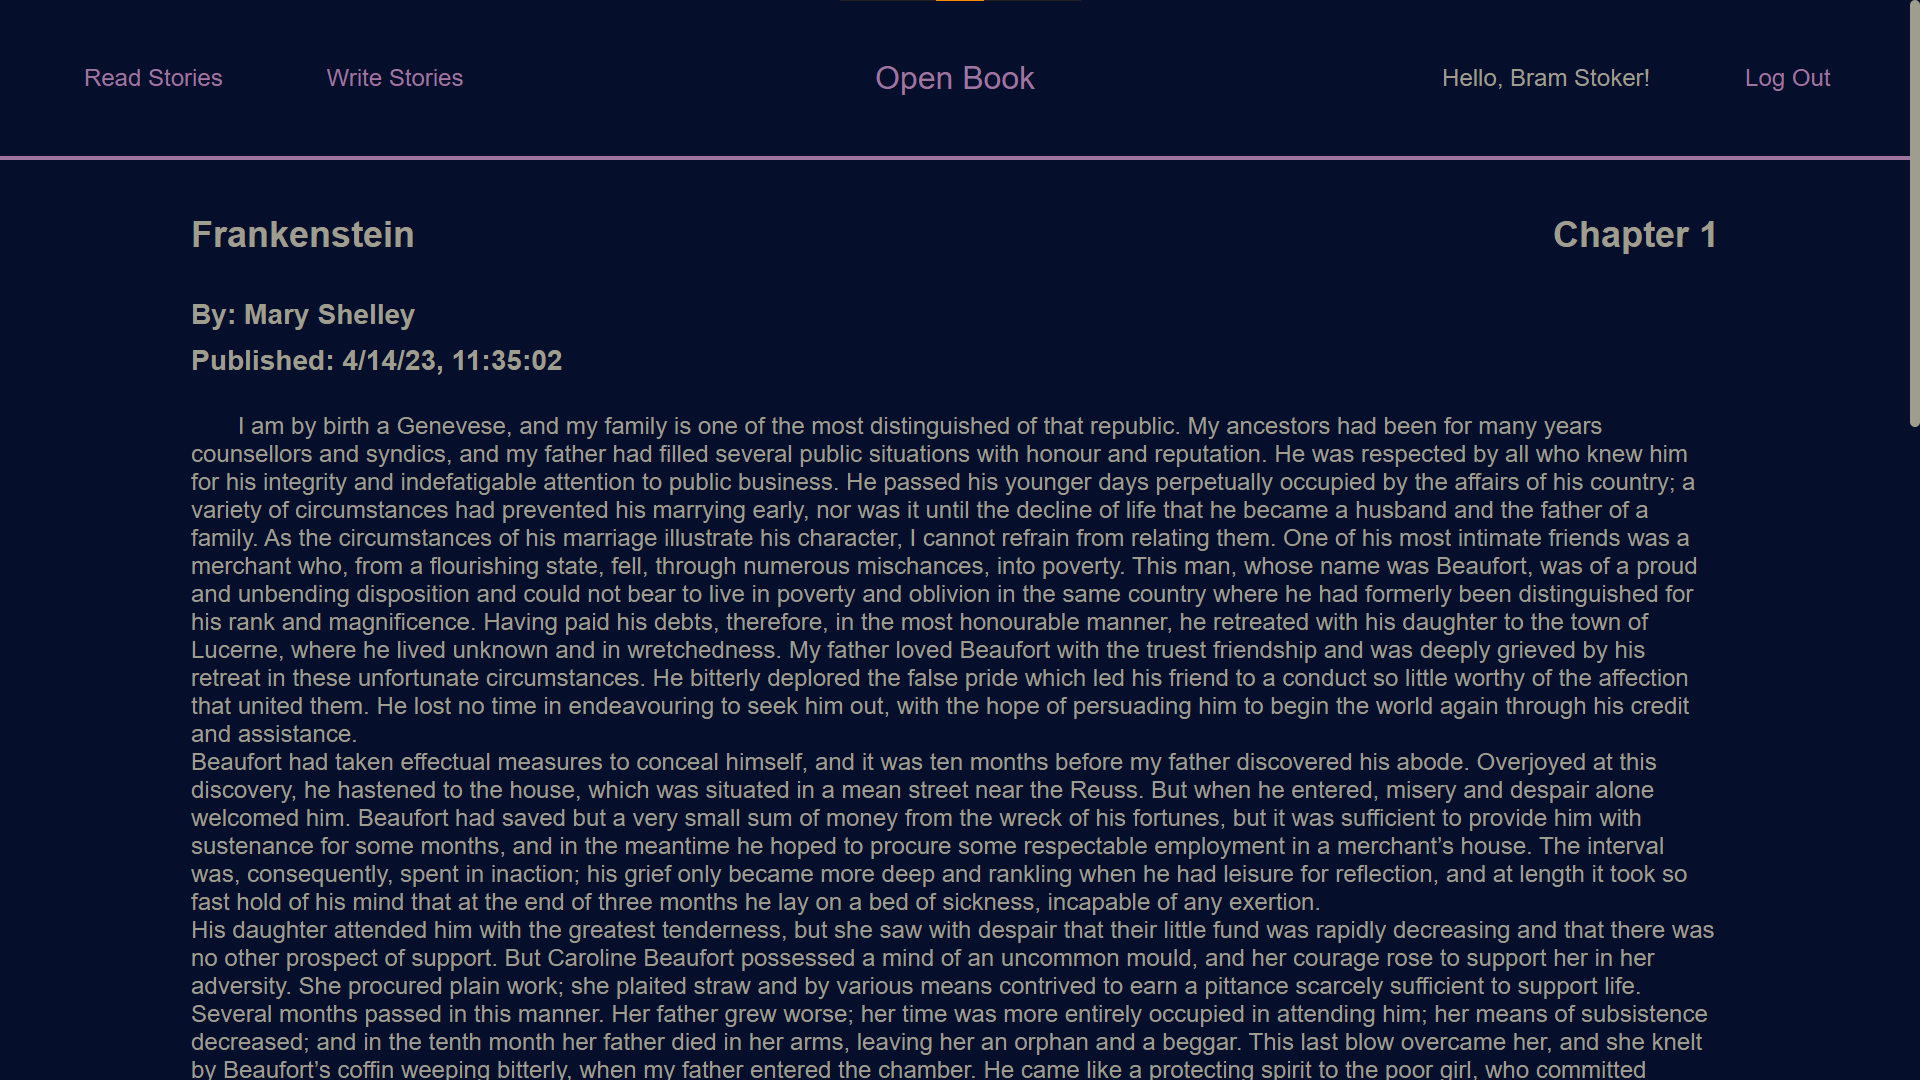 Read Stories Write Stories Open Book Hello, Bram Stoker! Log Out
Frankenstein Chapter 1
By: Mary Shelley
Published: 4/14/23, 11:35:02
I am by birth a Genevese, and my family is one of the most distinguished of that republic. My ancestors had been for many years
counsellors and syndics, and my father had filled several public situations with honour and reputation. He was respected by all who knew him
for his integrity and indefatigable attention to public business. He passed his younger days perpetually occupied by the affairs of his country; a
variety of circumstances had prevented his marrying early, nor was it until the decline of life that he became a husband and the father of a
family. As the circumstances of his marriage illustrate his character, I cannot refrain from relating them. One of his most intimate friends was a
merchant who, from a flourishing state, fell, through numerous mischances, into poverty. This man, whose name was Beaufort, was of a proud
and unbending disposition and could not bear to live in poverty and oblivion in the same country where he had formerly been distinguished for
his rank and magnificence. Having paid his debts, therefore, in the most honourable manner, he retreated with his daughter to the town of
Lucerne, where he lived unknown and in wretchedness. My father loved Beaufort with the truest friendship and was deeply grieved by his
retreat in these unfortunate circumstances. He bitterly deplored the false pride which led his friend to a conduct so little worthy of the affection
that united them. He lost no time in endeavouring to seek him out, with the hope of persuading him to begin the world again through his credit
and assistance.
Beaufort had taken effectual measures to conceal himself, and it was ten months before my father discovered his abode. Overjoyed at this
discovery, he hastened to the house, which was situated in a mean street near the Reuss. But when he entered, misery and despair alone
welcomed him. Beaufort had saved but a very small sum of money from the wreck of his fortunes, but it was sufficient to provide him with
sustenance for some months, and in the meantime he hoped to procure some respectable employment in a merchant’s house. The interval
was, consequently, spent in inaction; his grief only became more deep and rankling when he had leisure for reflection, and at length it took so
fast hold of his mind that at the end of three months he lay on a bed of sickness, incapable of any exertion.
His daughter attended him with the greatest tenderness, but she saw with despair that their little fund was rapidly decreasing and that there was
no other prospect of support. But Caroline Beaufort possessed a mind of an uncommon mould, and her courage rose to support her in her
adversity. She procured plain work; she plaited straw and by various means contrived to earn a pittance scarcely sufficient to support life.
Several months passed in this manner. Her father grew worse; her time was more entirely occupied in attending him; her means of subsistence
decreased; and in the tenth month her father died in her arms, leaving her an orphan and a beggar. This last blow overcame her, and she knelt
by Beaufort’s coffin weeping bitterly, when my father entered the chamber. He came like a protecting spirit to the poor girl, who committed